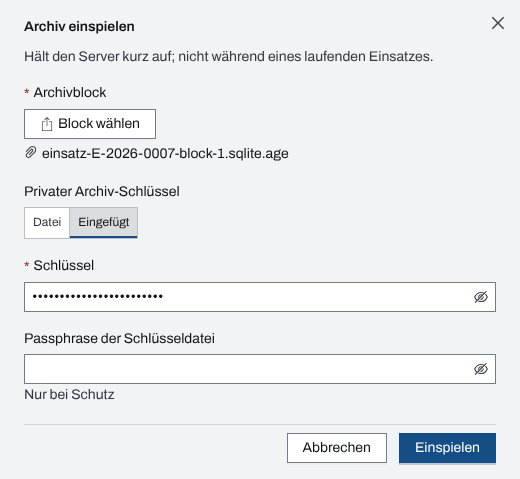 Archiv einspielen
Hält den Server kurz auf; nicht während eines laufenden Einsatzes.
* Archivblock
Block wählen
einsatz-E-2026-0007-block-1.sqlite.age
Privater Archiv-Schlüssel
Datei Eingefügt
* Schlüssel
••••••••••••••••••••••••
Passphrase der Schlüsseldatei
Nur bei Schutz
Abbrechen Einspielen